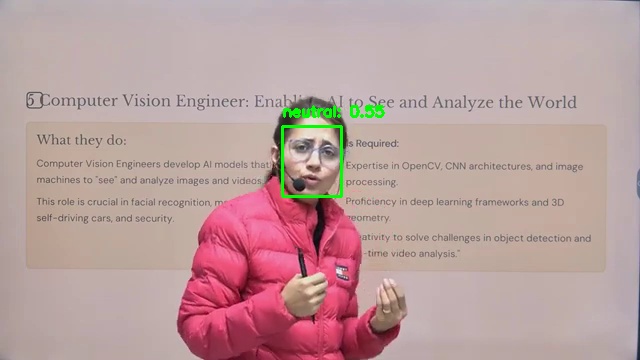 5 Computer Vision Engineer: Enabling AI to See and Analyze the World
neutral: 0.55
What they do:
ls Required:
Computer Vision Engineers develop AI models that
machines to "see" and analyze images and videos
This role is crucial in facial recognition,
self-driving cars, and security.
Expertise in OpenCV, CNN architectures, and image
processing.
Proficiency in deep learning frameworks and 3D
geometry.
ativity to solve challenges in object detection and
-time video analysis."